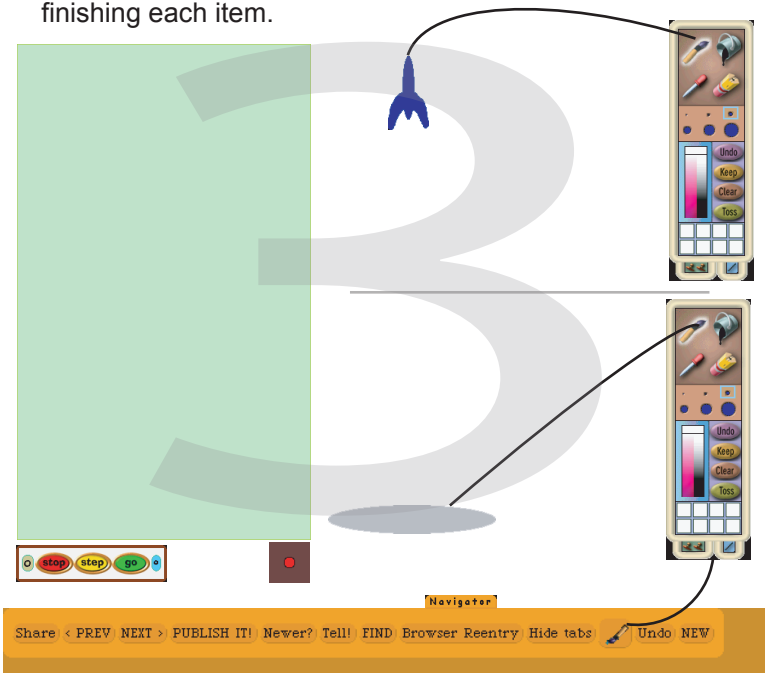 finishing each item.
3
Undo
Keep
Clear
Toss
Undo
Keep
Clear
Toss
stop step go
Navigator
Share < PREV NEXT > PUBLISH IT! Newer? Tell! FIND Browser Reentry Hide tabs Undo NEW